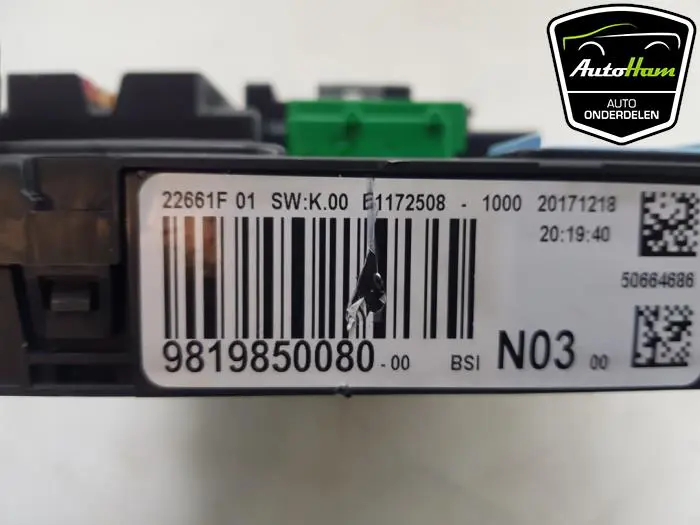 AutoHam
AUTO
ONDERDELEN
22661F 01 SW:K.00 E1172508 - 1000 20171218
20:19:40
50664686
9819850080-00 BSI N03 00